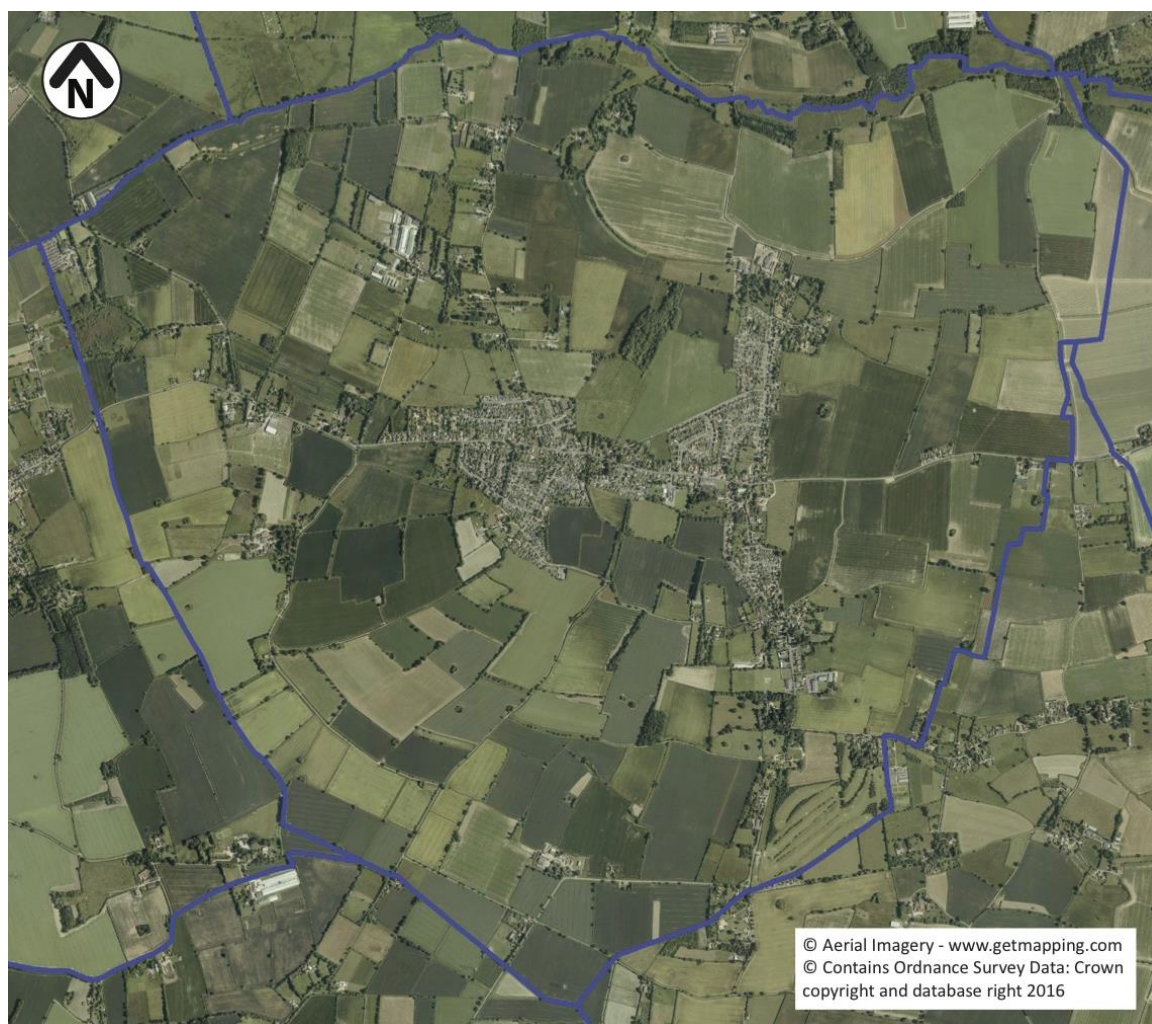 N
© Aerial Imagery - www.getmapping.com
© Contains Ordnance Survey Data: Crown
copyright and database right 2016